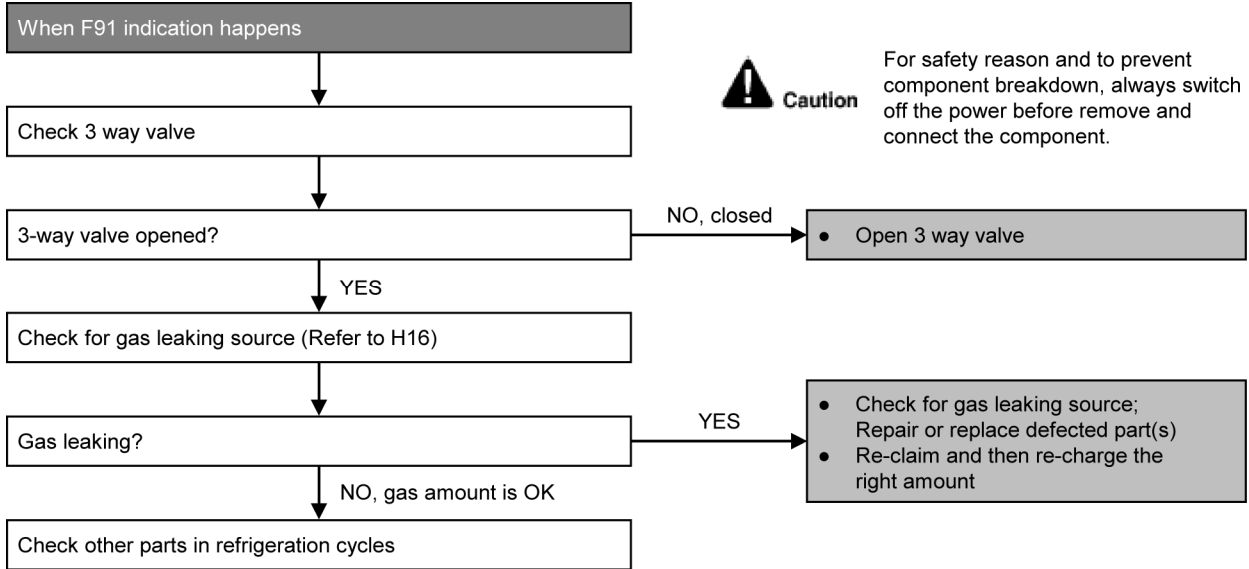 When F91 indication happens
Caution
For safety reason and to prevent
component breakdown, always switch
off the power before remove and
connect the component.
Check 3 way valve
3-way valve opened?
NO, closed
● Open 3 way valve
YES
Check for gas leaking source (Refer to H16)
Gas leaking?
YES
● Check for gas leaking source;
Repair or replace defected part(s)
● Re-claim and then re-charge the
right amount
NO, gas amount is OK
Check other parts in refrigeration cycles